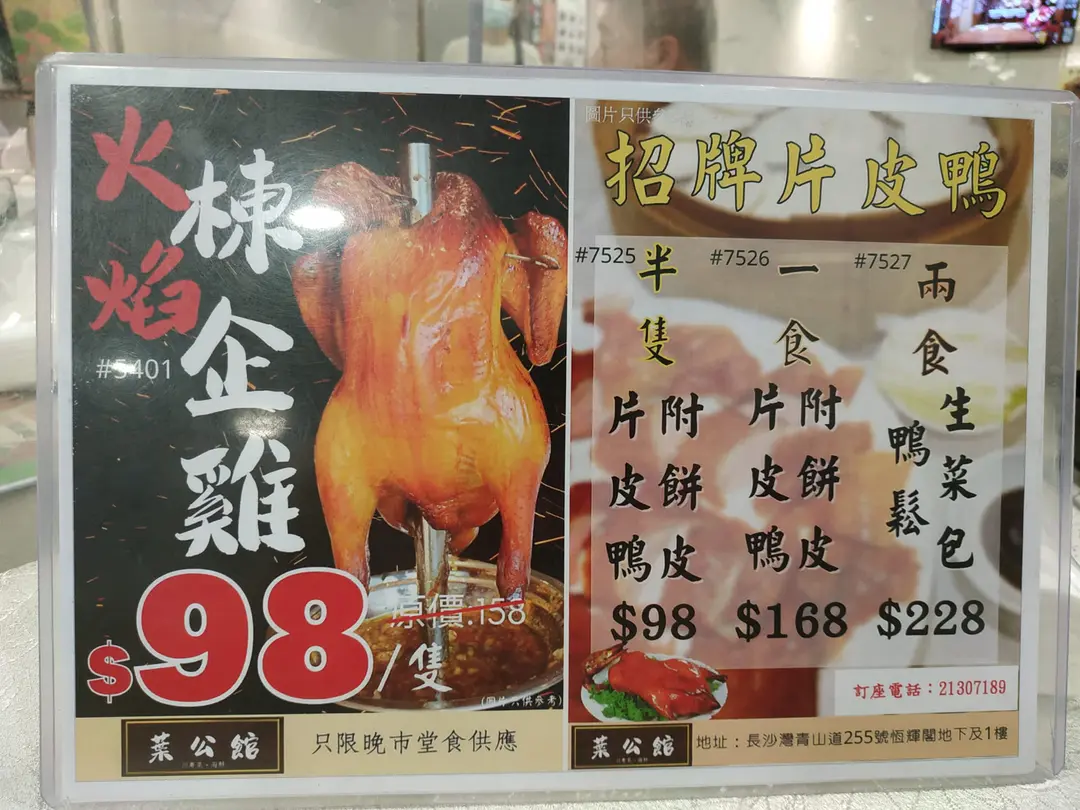 火焰
棟企雞
#5401
$98/隻
原價.158
(圖片只供參考)
葉公館
只限晚市堂食供應
圖片只供
招牌片皮鴨
#7525
半隻
片皮鴨
附餅皮
$98
#7526
一食
片皮鴨
附餅皮
$168
#7527
兩食
鴨鬆
生菜包
$228
訂座電話：21307189
葉公館
地址：長沙灣青山道255號恆輝閣地下及1樓